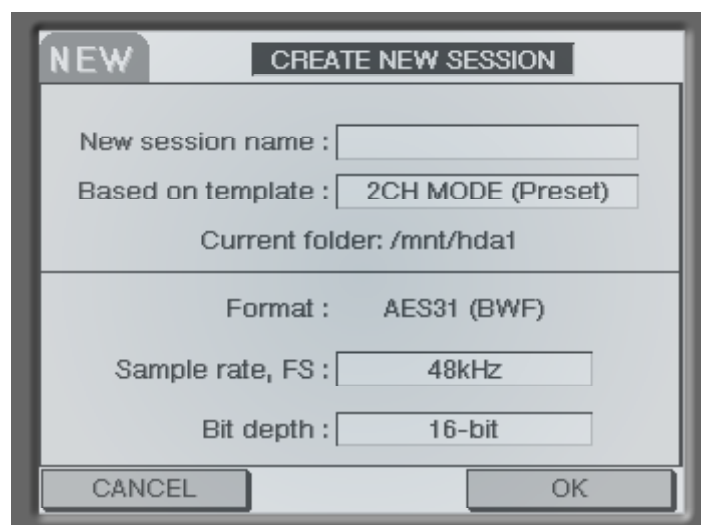 NEW
CREATE NEW SESSION
New session name :
Based on template : 2CH MODE (Preset)
Current folder: /mnt/hda1
Format : AES31 (BWF)
Sample rate, FS : 48kHz
Bit depth : 16-bit
CANCEL OK